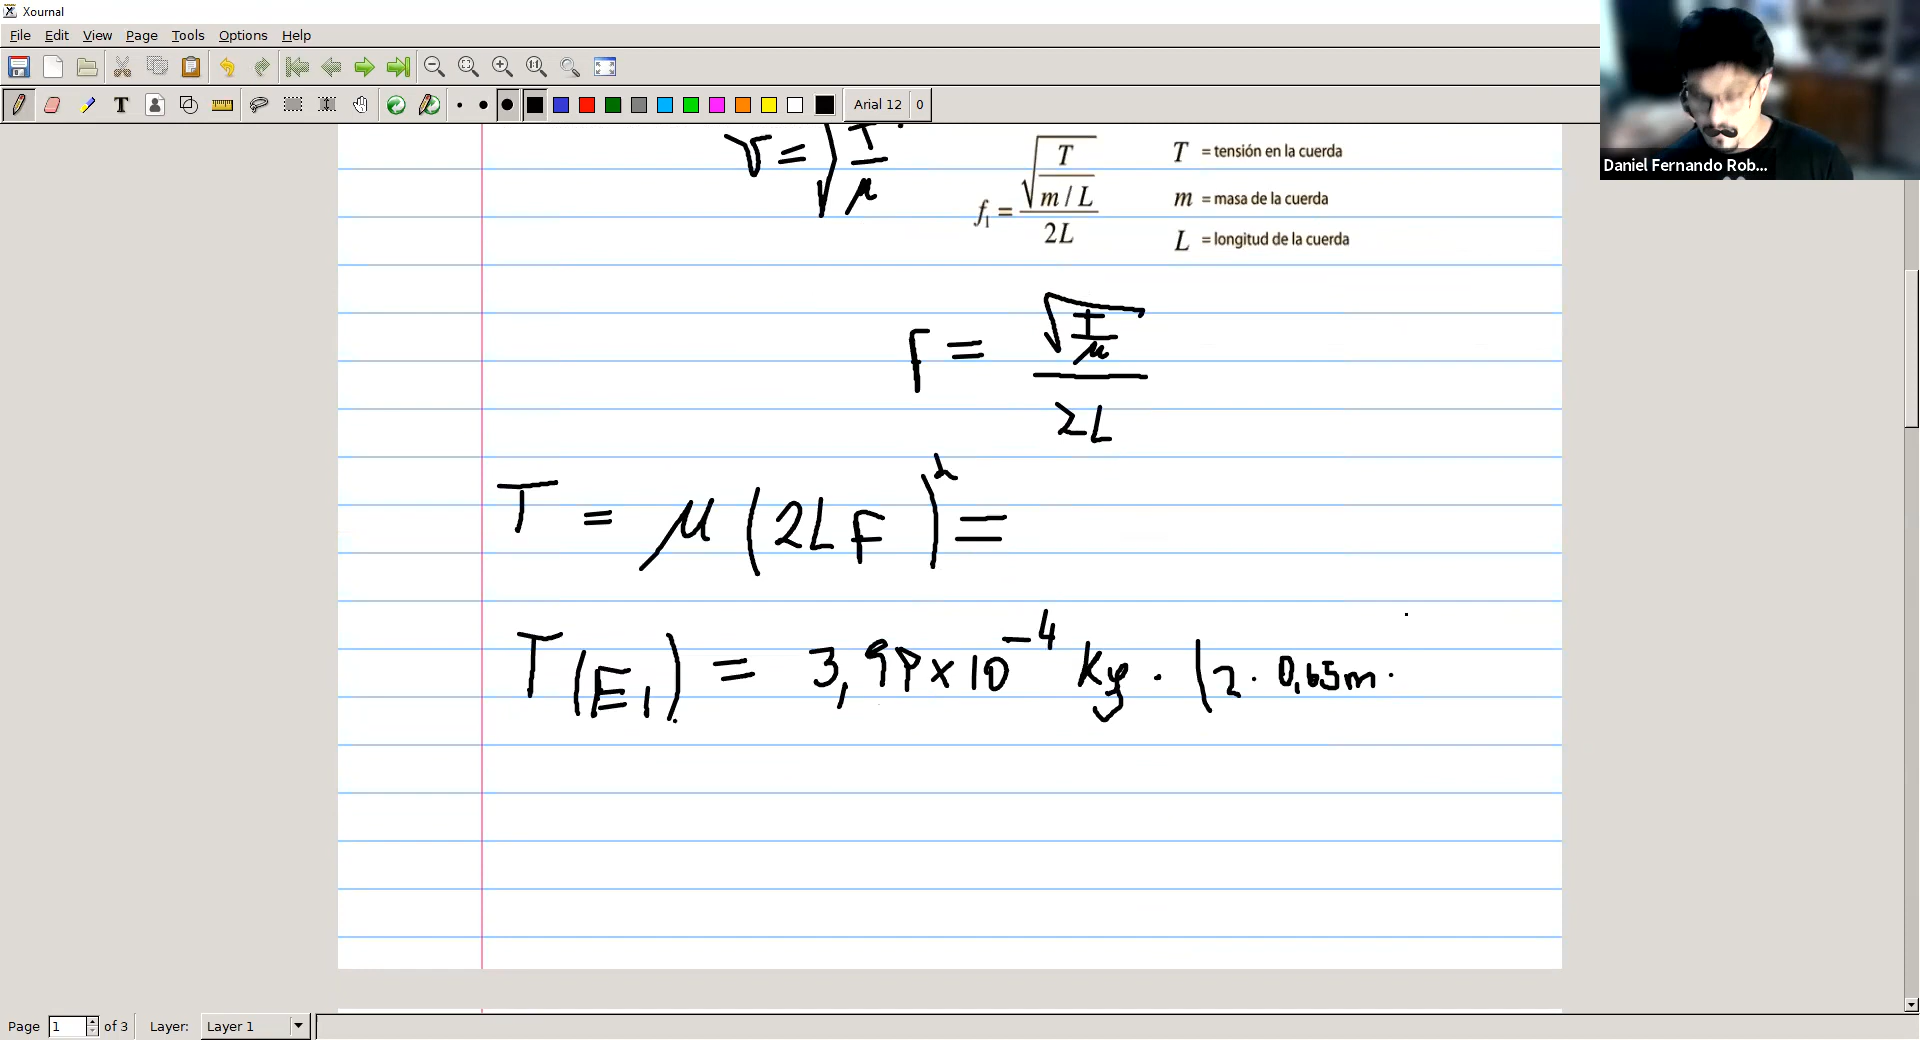 Xournal
File Edit View Page Tools Options Help
Arial 12 0
Daniel Fernando Rob...
v = √(T/μ)
f₁ = √(T/(m / L)) / 2L
T = tensión en la cuerda
m = masa de la cuerda
L = longitud de la cuerda
F = √(T/μ) / 2L
T = μ (2LF)² =
T(E₁) = 3,99 x 10⁻⁴ kg · (2 · 0,65m ·
Page 1 of 3 Layer: Layer 1